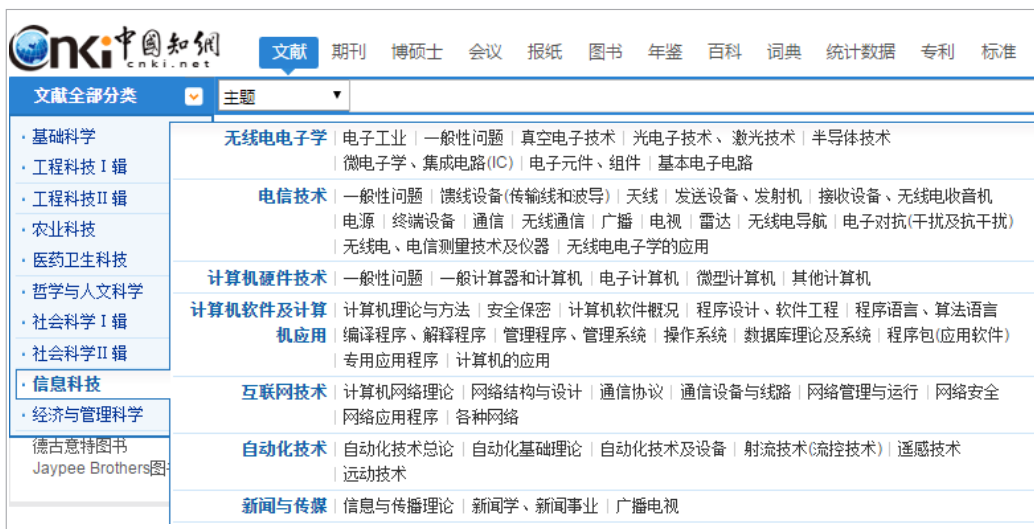 cnki 中國知網
cnki.net
文献 期刊 博硕士 会议 报纸 图书 年鉴 百科 词典 统计数据 专利 标准
文献全部分类 主题
· 基础科学
· 工程科技 I 辑
· 工程科技II 辑
· 农业科技
· 医药卫生科技
· 哲学与人文科学
· 社会科学 I 辑
· 社会科学II 辑
· 信息科技
· 经济与管理科学
德古意特图书
Jaypee Brothers图
无线电电子学 | 电子工业 | 一般性问题 | 真空电子技术 | 光电子技术、激光技术 | 半导体技术
| 微电子学、集成电路(IC) | 电子元件、组件 | 基本电子电路
电信技术 | 一般性问题 | 馈线设备(传输线和波导) | 天线 | 发送设备、发射机 | 接收设备、无线电收音机
| 电源 | 终端设备 | 通信 | 无线通信 | 广播 | 电视 | 雷达 | 无线电导航 | 电子对抗(干扰及抗干扰)
| 无线电、电信测量技术及仪器 | 无线电电子学的应用
计算机硬件技术 | 一般性问题 | 一般计算器和计算机 | 电子计算机 | 微型计算机 | 其他计算机
计算机软件及计算 | 计算机理论与方法 | 安全保密 | 计算机软件概况 | 程序设计、软件工程 | 程序语言、算法语言
机应用 | 编译程序、解释程序 | 管理程序、管理系统 | 操作系统 | 数据库理论及系统 | 程序包(应用软件)
| 专用应用程序 | 计算机的应用
互联网技术 | 计算机网络理论 | 网络结构与设计 | 通信协议 | 通信设备与线路 | 网络管理与运行 | 网络安全
| 网络应用程序 | 各种网络
自动化技术 | 自动化技术总论 | 自动化基础理论 | 自动化技术及设备 | 射流技术(流控技术) | 遥感技术
| 远动技术
新闻与传媒 | 信息与传播理论 | 新闻学、新闻事业 | 广播电视